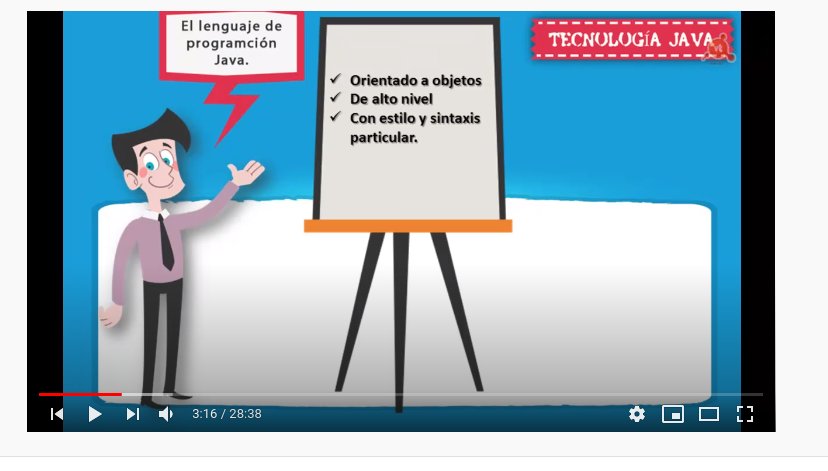 El lenguaje de
programción
Java.
TECNOLOGÍA JAVA
Orientado a objetos
De alto nivel
Con estilo y sintaxis
particular.
3:16 / 28:38